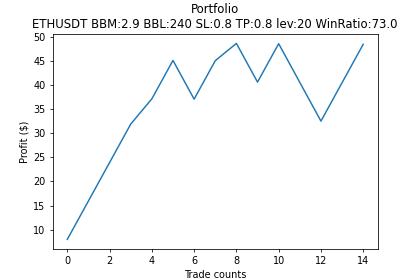 Portfolio
ETHUSDT BBM:2.9 BBL:240 SL:0.8 TP:0.8 lev:20 WinRatio:73.0
50
45
40
35
30
25
20
15
10
Profit ($)
0 2 4 6 8 10 12 14
Trade counts